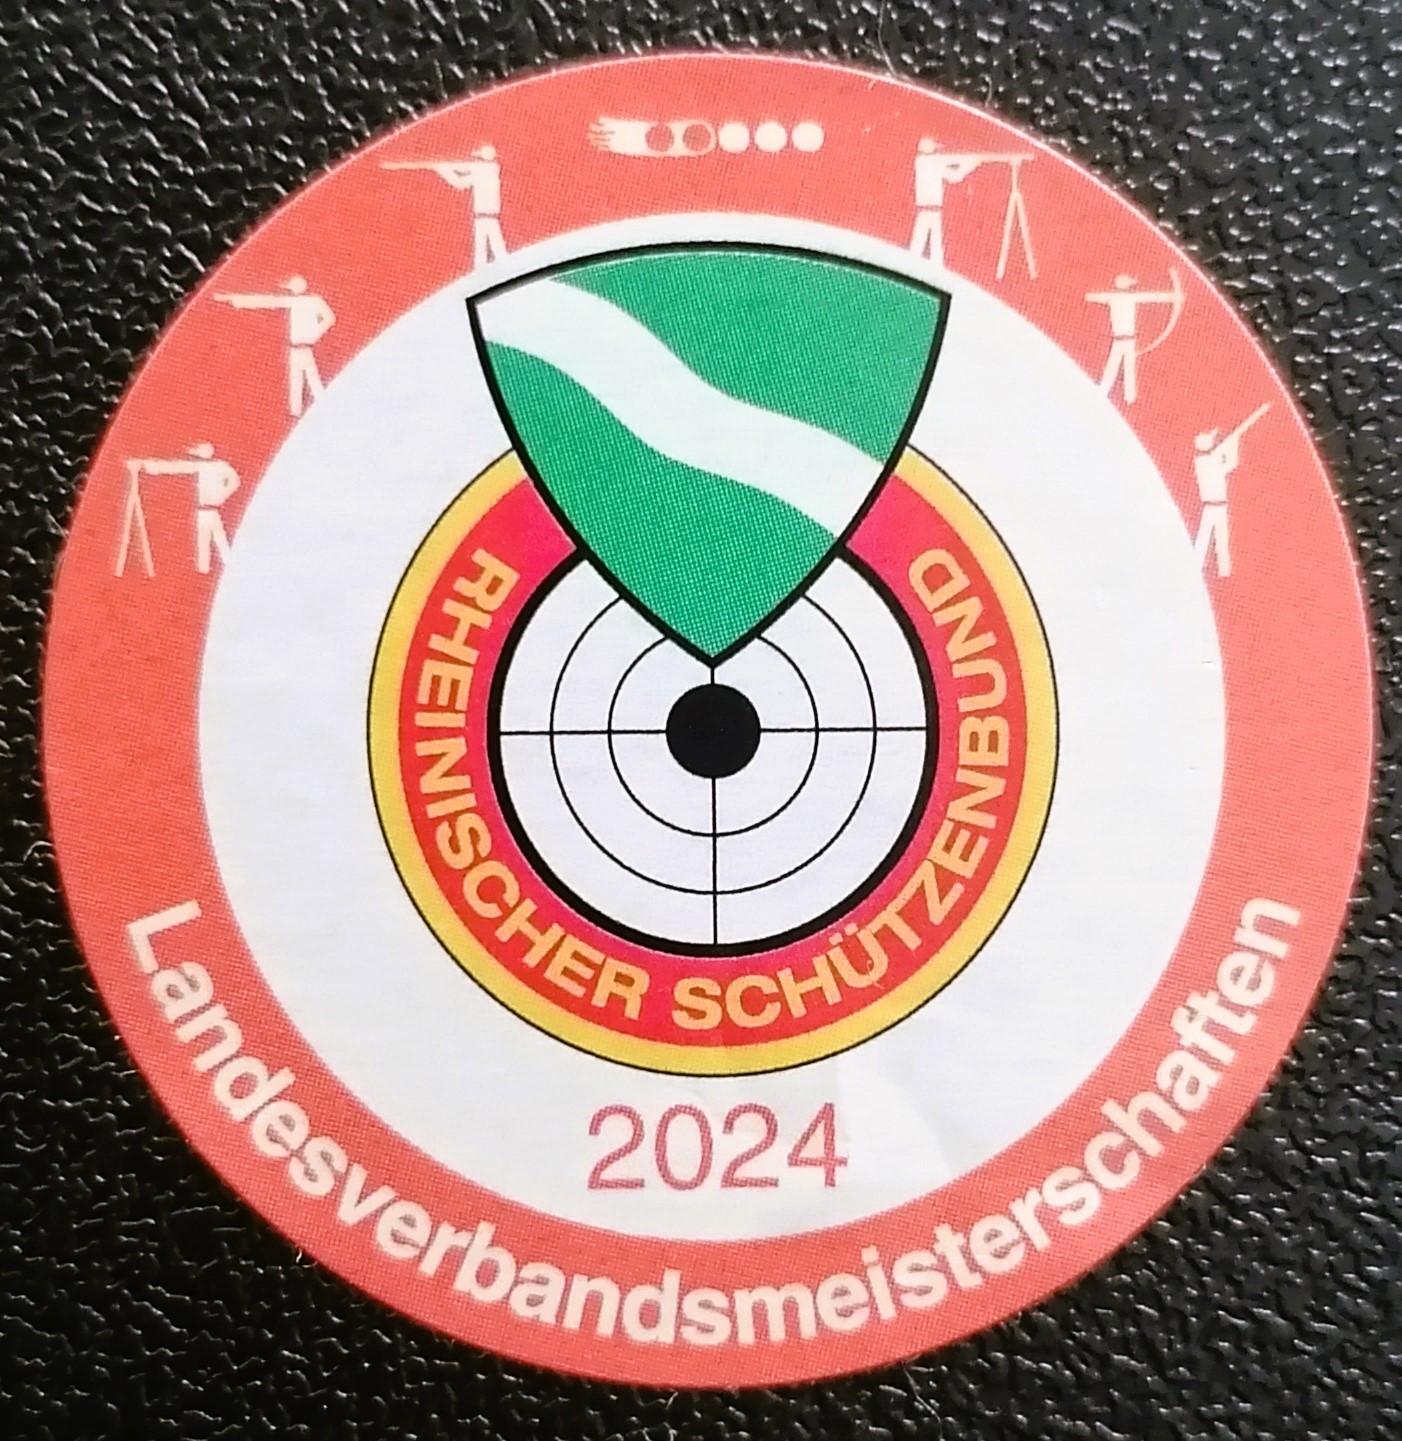 RHEINISCHER SCHÜTZENBUND
2024
Landesverbandsmeisterschaften